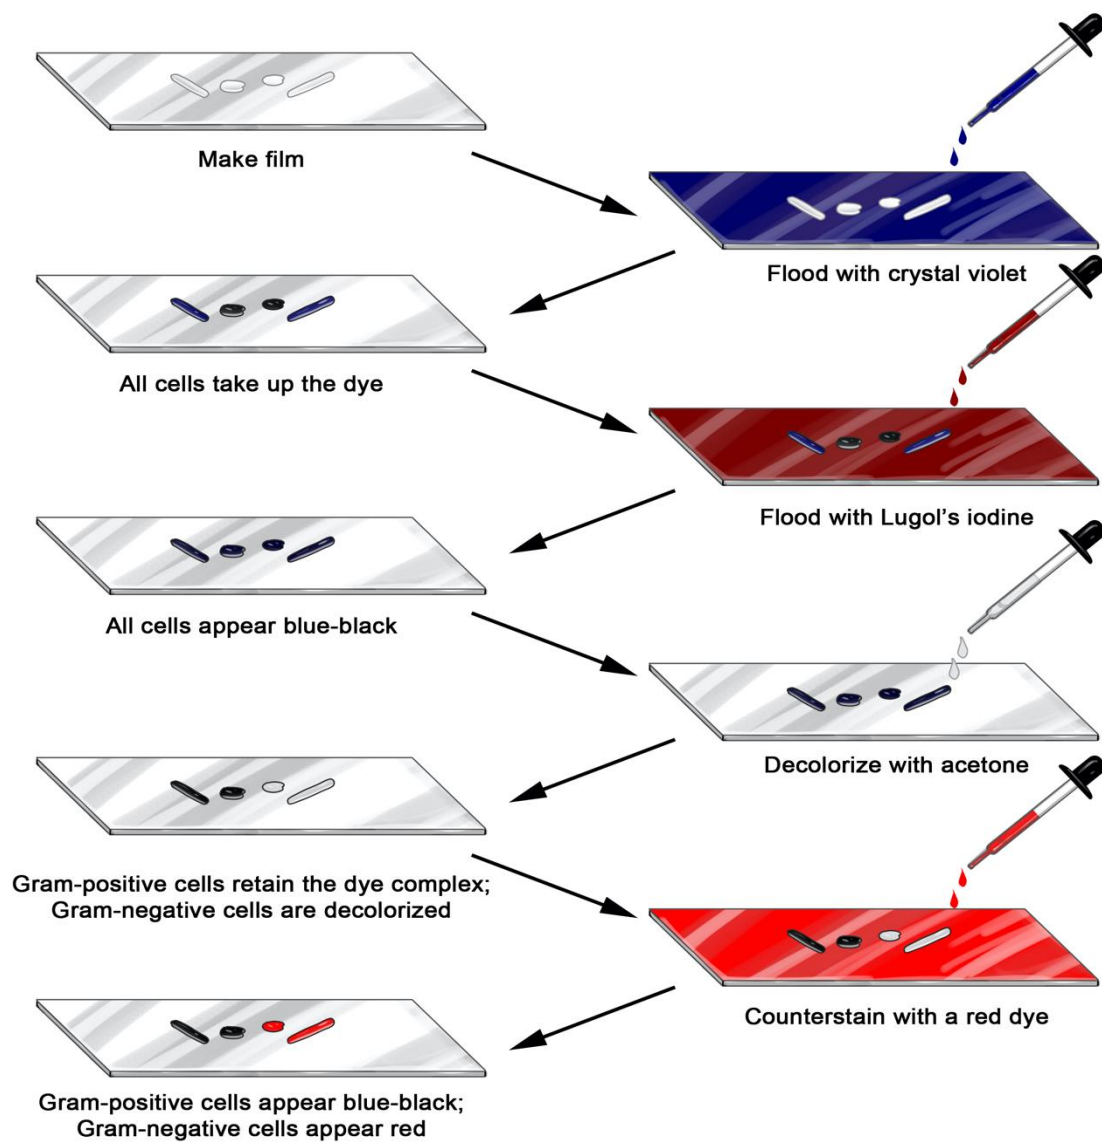 Make film
Flood with crystal violet
All cells take up the dye
Flood with Lugol's iodine
All cells appear blue-black
Decolorize with acetone
Gram-positive cells retain the dye complex;
Gram-negative cells are decolorized
Counterstain with a red dye
Gram-positive cells appear blue-black;
Gram-negative cells appear red